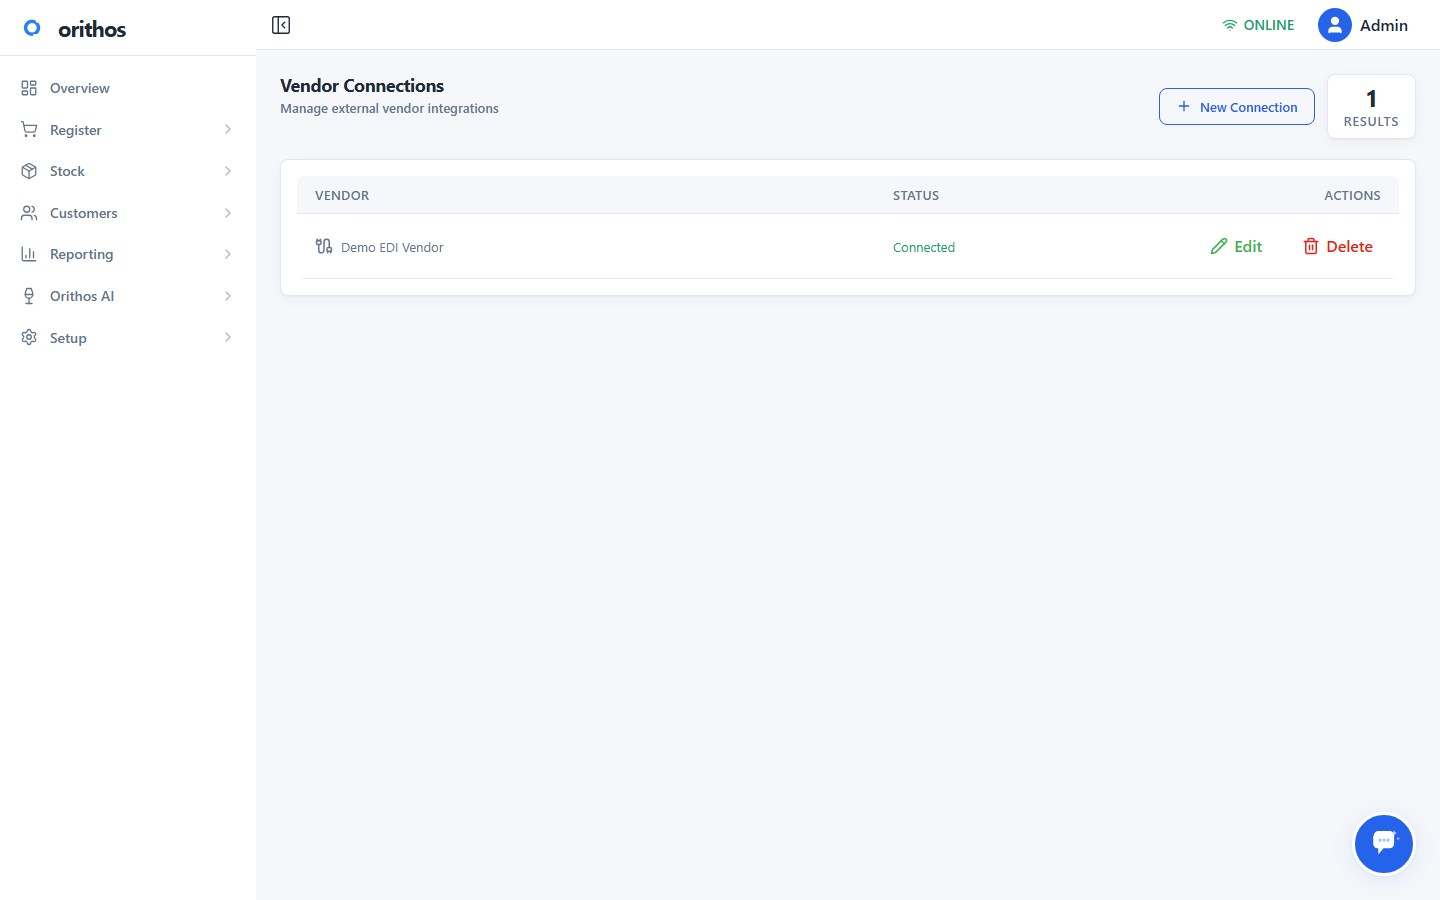 orithos
ONLINE
Admin
Overview
Register
Stock
Customers
Reporting
Orithos AI
Setup
Vendor Connections
Manage external vendor integrations
New Connection
1
RESULTS
VENDOR STATUS ACTIONS
Demo EDI Vendor Connected Edit Delete